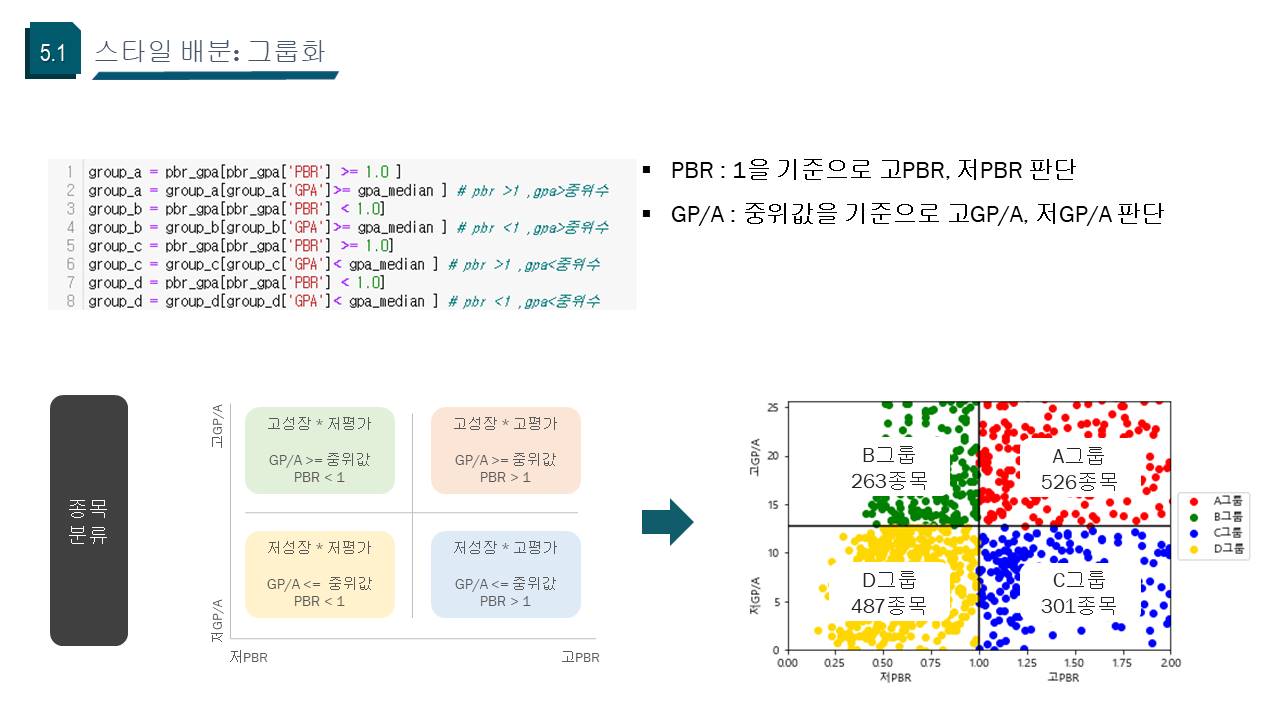 5.1
스타일 배분: 그룹화
1 group_a = pbr_gpa[pbr_gpa['PBR'] >= 1.0 ]
2 group_a = group_a[group_a['GPA']>= gpa_median ] # pbr >1 ,gpa>중위수
3 group_b = pbr_gpa[pbr_gpa['PBR'] < 1.0]
4 group_b = group_b[group_b['GPA']>= gpa_median ] # pbr <1 ,gpa>중위수
5 group_c = pbr_gpa[pbr_gpa['PBR'] >= 1.0]
6 group_c = group_c[group_c['GPA']< gpa_median ] # pbr >1 ,gpa<중위수
7 group_d = pbr_gpa[pbr_gpa['PBR'] < 1.0]
8 group_d = group_d[group_d['GPA']< gpa_median ] # pbr <1 ,gpa<중위수
▪ PBR : 1을 기준으로 고PBR, 저PBR 판단
▪ GP/A : 중위값을 기준으로 고GP/A, 저GP/A 판단
종목
분류
고GP/A
저GP/A
고성장 * 저평가
GP/A >= 중위값
PBR < 1
고성장 * 고평가
GP/A >= 중위값
PBR > 1
저성장 * 저평가
GP/A <= 중위값
PBR < 1
저성장 * 고평가
GP/A <= 중위값
PBR > 1
저PBR
고PBR
고GP/A
저GP/A
25
20
15
10
5
0
B그룹
263종목
A그룹
526종목
D그룹
487종목
C그룹
301종목
0.00 0.25 0.50 0.75 1.00 1.25 1.50 1.75 2.00
저PBR
고PBR
A그룹
B그룹
C그룹
D그룹